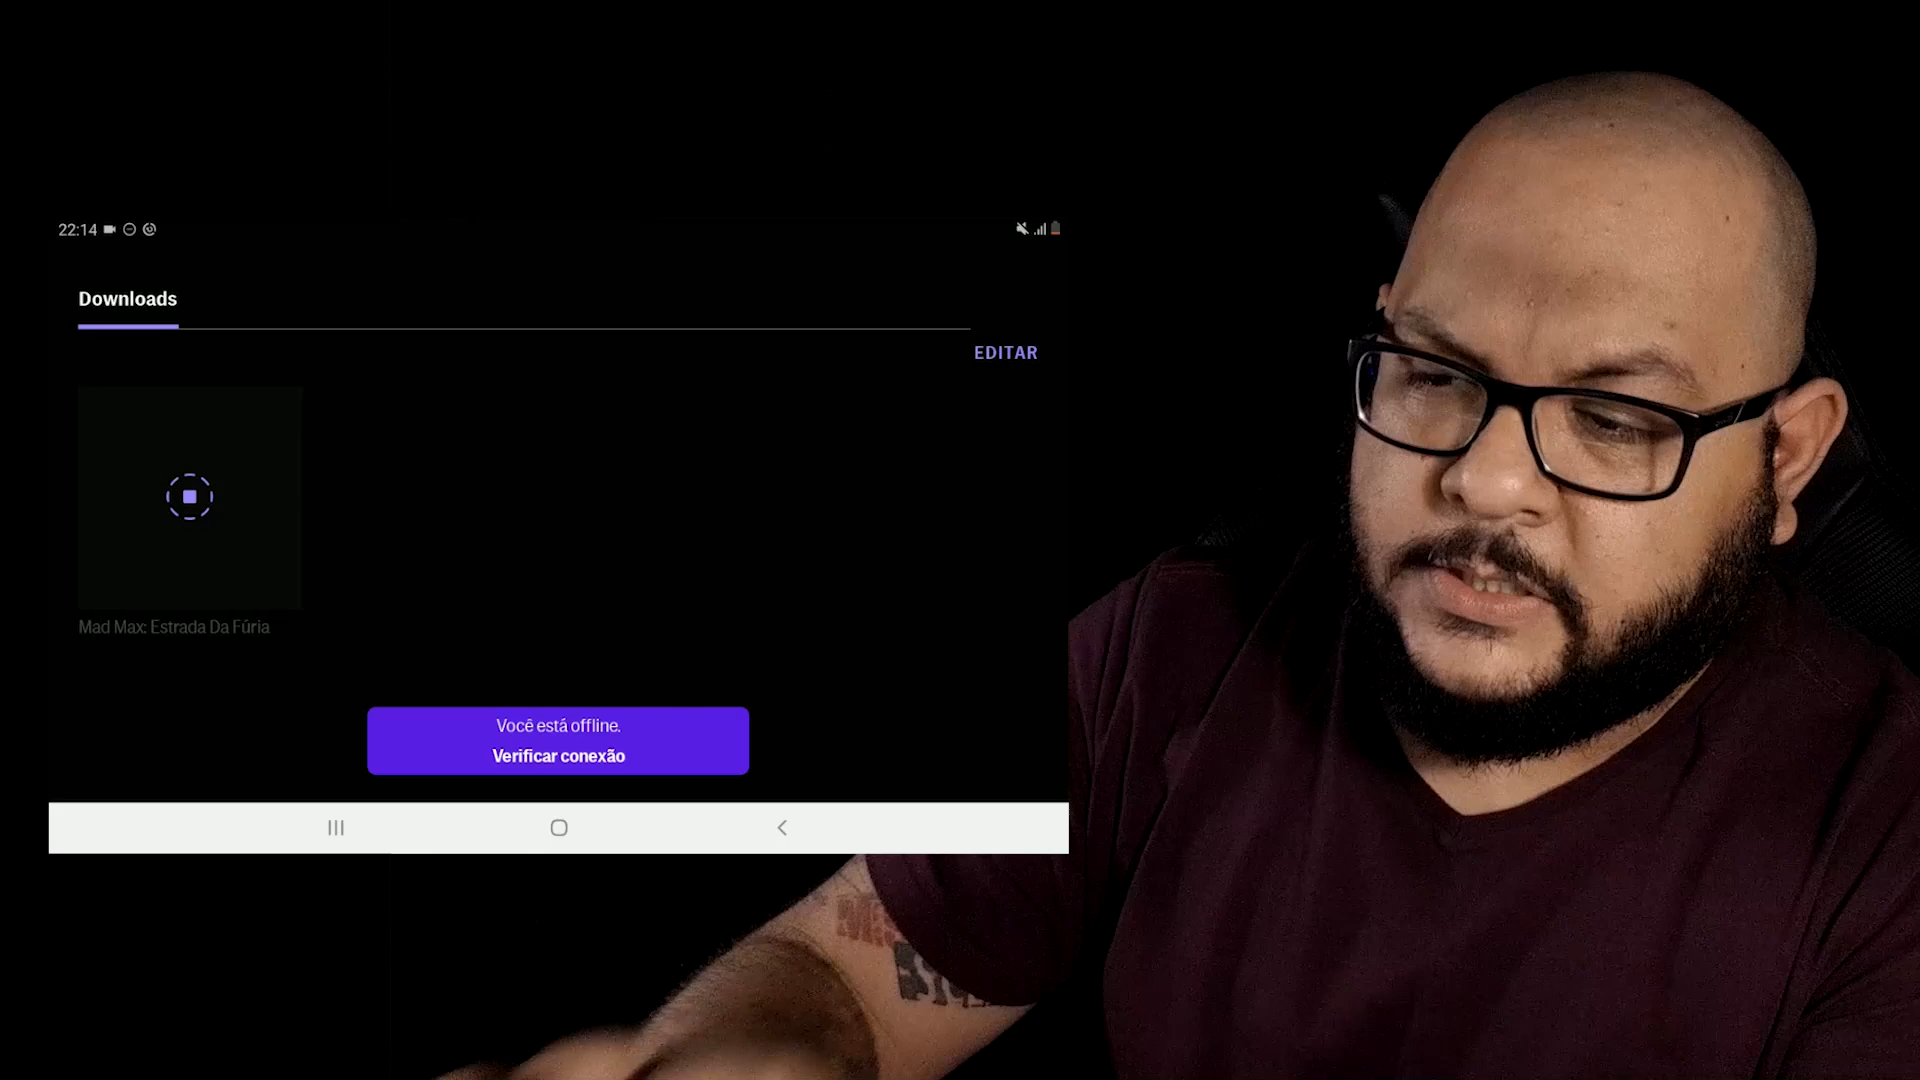 22:14
Downloads
EDITAR
Mad Max: Estrada Da Fúria
Você está offline.
Verificar conexão